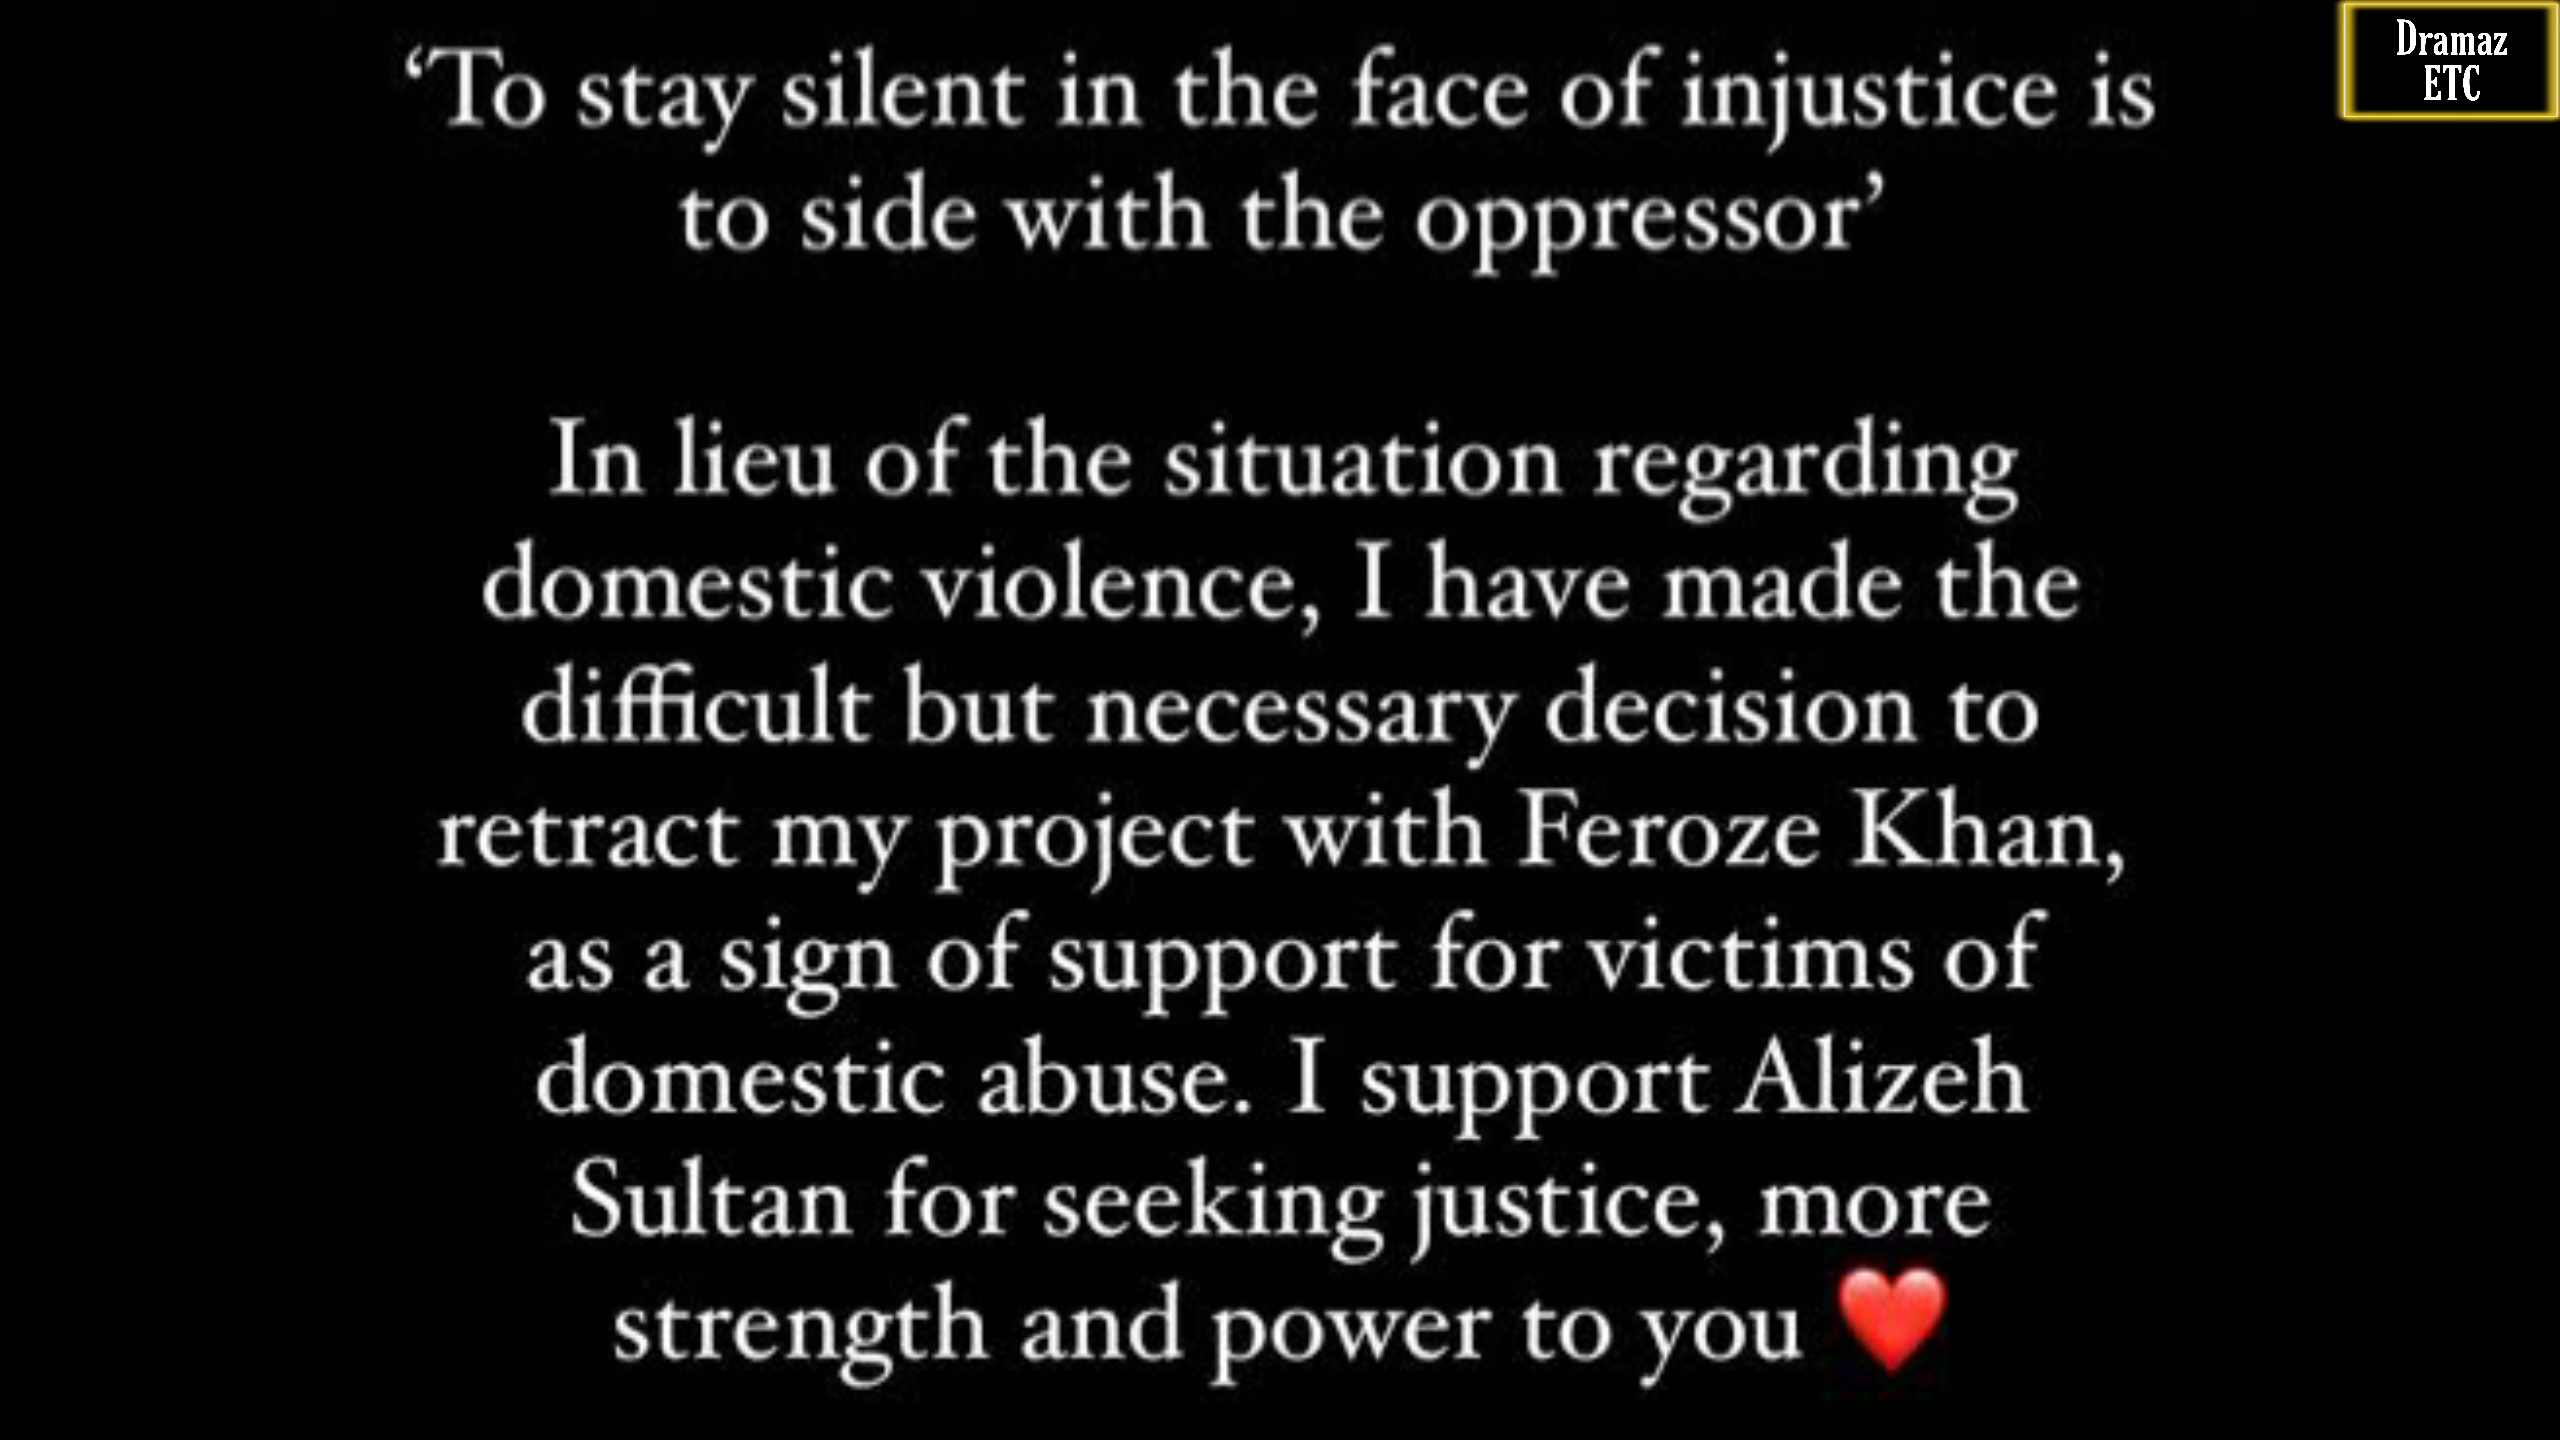 ‘To stay silent in the face of injustice is
to side with the oppressor’
In lieu of the situation regarding
domestic violence, I have made the
difficult but necessary decision to
retract my project with Feroze Khan,
as a sign of support for victims of
domestic abuse. I support Alizeh
Sultan for seeking justice, more
strength and power to you ❤️
Dramaz
ETC